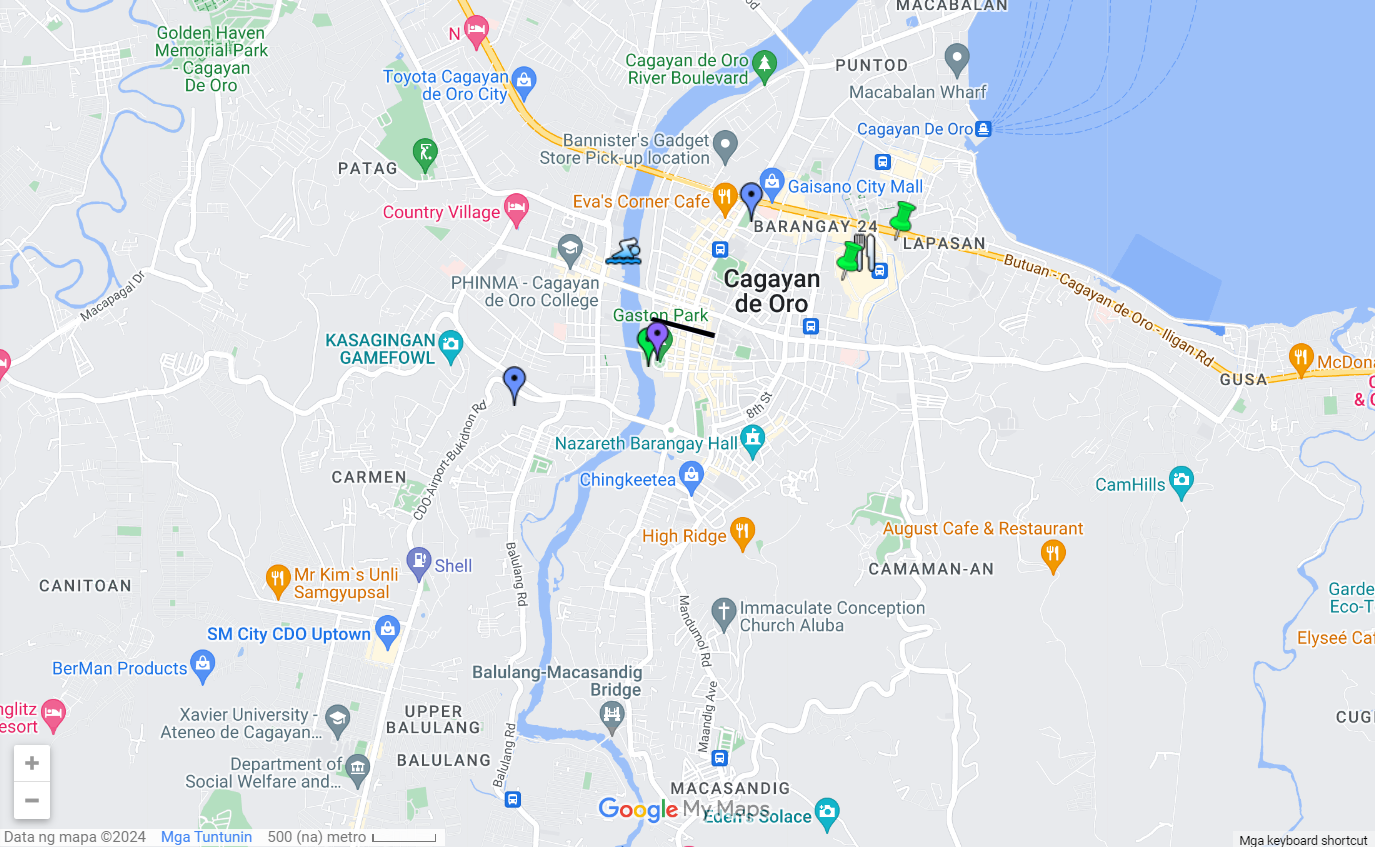 MACABALAN
Golden Haven
Memorial Park
- Cagayan
De Oro
N
Cagayan de Oro
River Boulevard
PUNTOD
Toyota Cagayan
de Oro City
Macabalan Wharf
Cagayan De Oro
Bannister's Gadget
Store Pick-up location
PATAG
Gaisano City Mall
Eva's Corner Cafe
Country Village
BARANGAY 24
LAPASAN
Butuan - Cagayan de Oro - Iligan Rd
Macapagal Dr
PHINMA - Cagayan
de Oro College
Cagayan
de Oro
Gaston Park
KASAGINGAN
GAMEFOWL
McDona
GUSA
C
& C
8th St
CDO-Airport-Bukidnon Rd
Nazareth Barangay Hall
CARMEN
Chingkeetea
CamHills
High Ridge
August Cafe & Restaurant
Shell
CAMAMAN-AN
Balulang Rd
CANITOAN
Mr Kim`s Unli
Samgyupsal
Garde
Eco-T
Mandumol Rd
Immaculate Conception
Church Aluba
SM City CDO Uptown
Elyseé Caf
BerMan Products
Balulang-Macasandig
Bridge
Maandig Ave
nglitz
esort
Xavier University -
Ateneo de Cagayan...
UPPER
BALULANG
CUG
Balulang Rd
BALULANG
Department of
Social Welfare and...
MACASANDIG
Google My Maps
Eden's Solace
Data ng mapa ©2024 Mga Tuntunin 500 (na) metro
Mga keyboard shortcut